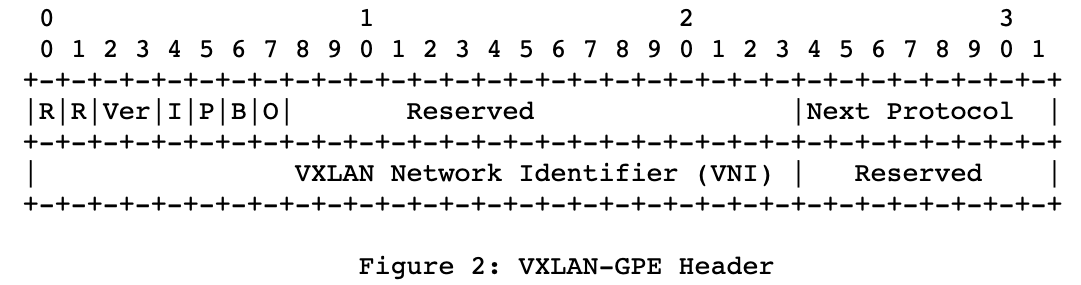 0                   1                   2                   3
 0 1 2 3 4 5 6 7 8 9 0 1 2 3 4 5 6 7 8 9 0 1 2 3 4 5 6 7 8 9 0 1
+-+-+-+-+-+-+-+-+-+-+-+-+-+-+-+-+-+-+-+-+-+-+-+-+-+-+-+-+-+-+-+-+
|R|R|Ver|I|P|B|O|       Reserved                |Next Protocol  |
+-+-+-+-+-+-+-+-+-+-+-+-+-+-+-+-+-+-+-+-+-+-+-+-+-+-+-+-+-+-+-+-+
|                VXLAN Network Identifier (VNI) |   Reserved    |
+-+-+-+-+-+-+-+-+-+-+-+-+-+-+-+-+-+-+-+-+-+-+-+-+-+-+-+-+-+-+-+-+
Figure 2: VXLAN-GPE Header